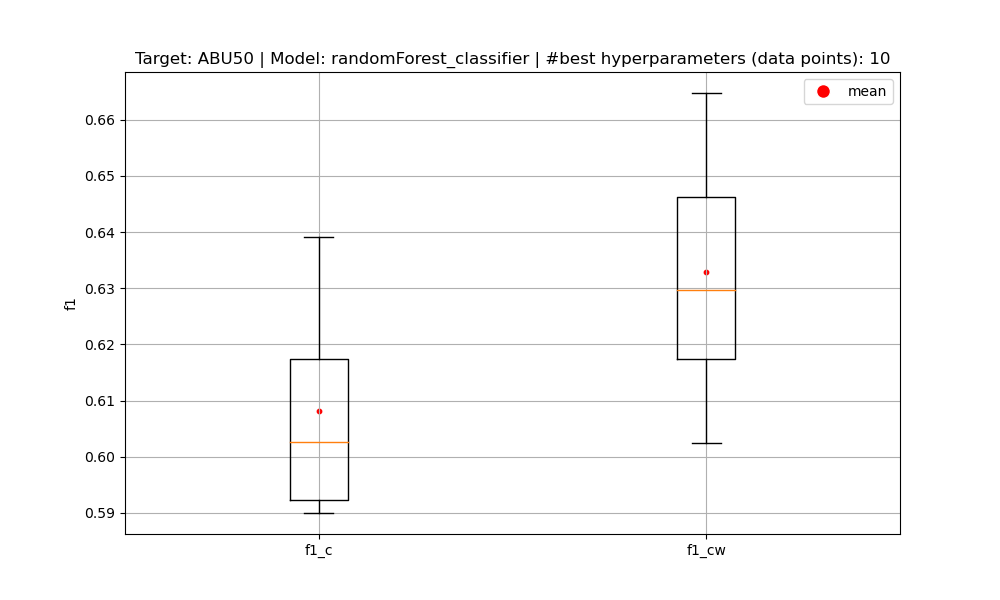 Target: ABU50 | Model: randomForest_classifier | #best hyperparameters (data points): 10
mean
0.66
0.65
0.64
0.63
0.62
0.61
0.60
0.59
f1
f1_c
f1_cw